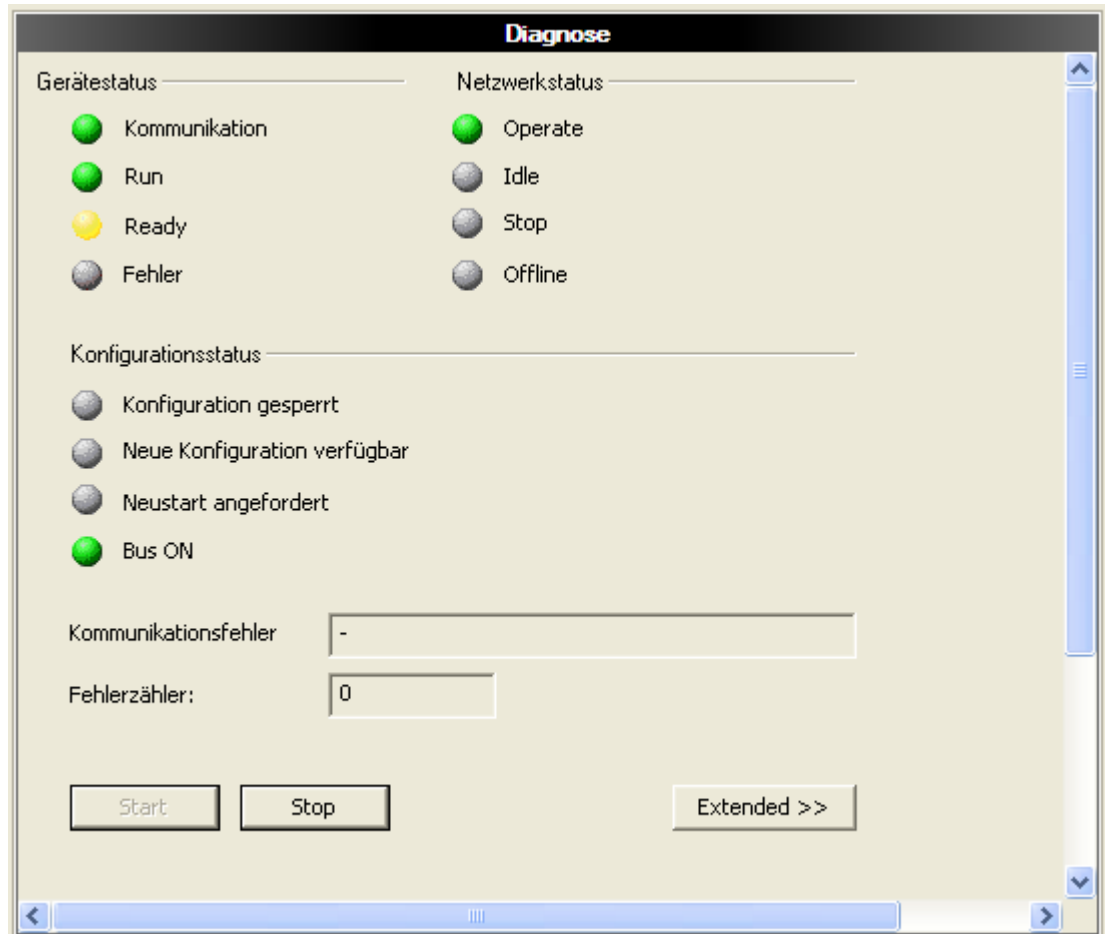 Diagnose
Gerätestatus
Netzwerkstatus
Kommunikation
Operate
Run
Idle
Ready
Stop
Fehler
Offline
Konfigurationsstatus
Konfiguration gesperrt
Neue Konfiguration verfügbar
Neustart angefordert
Bus ON
Kommunikationsfehler
-
Fehlerzähler:
0
Start
Stop
Extended >>